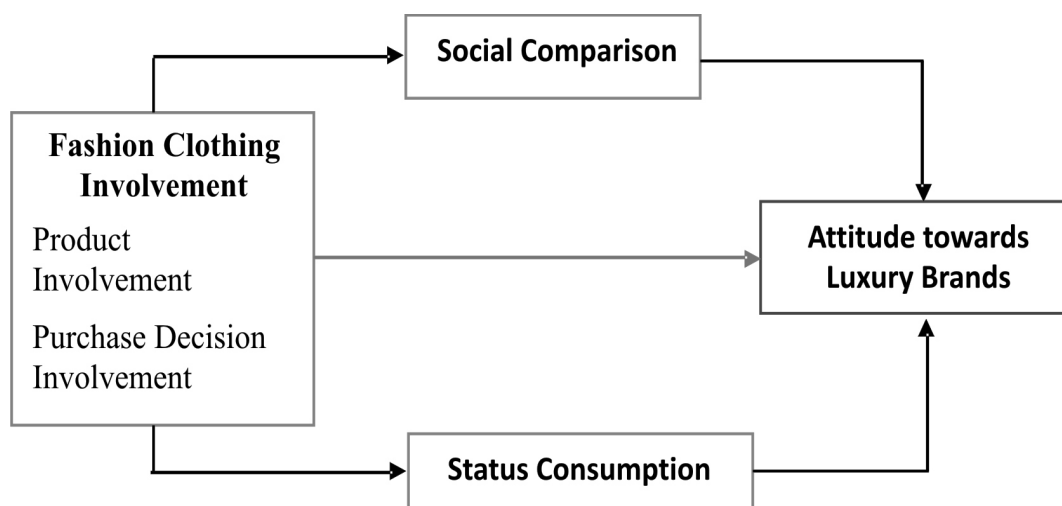 Social Comparison
Fashion Clothing
Involvement
Product
Involvement
Purchase Decision
Involvement
Attitude towards
Luxury Brands
Status Consumption